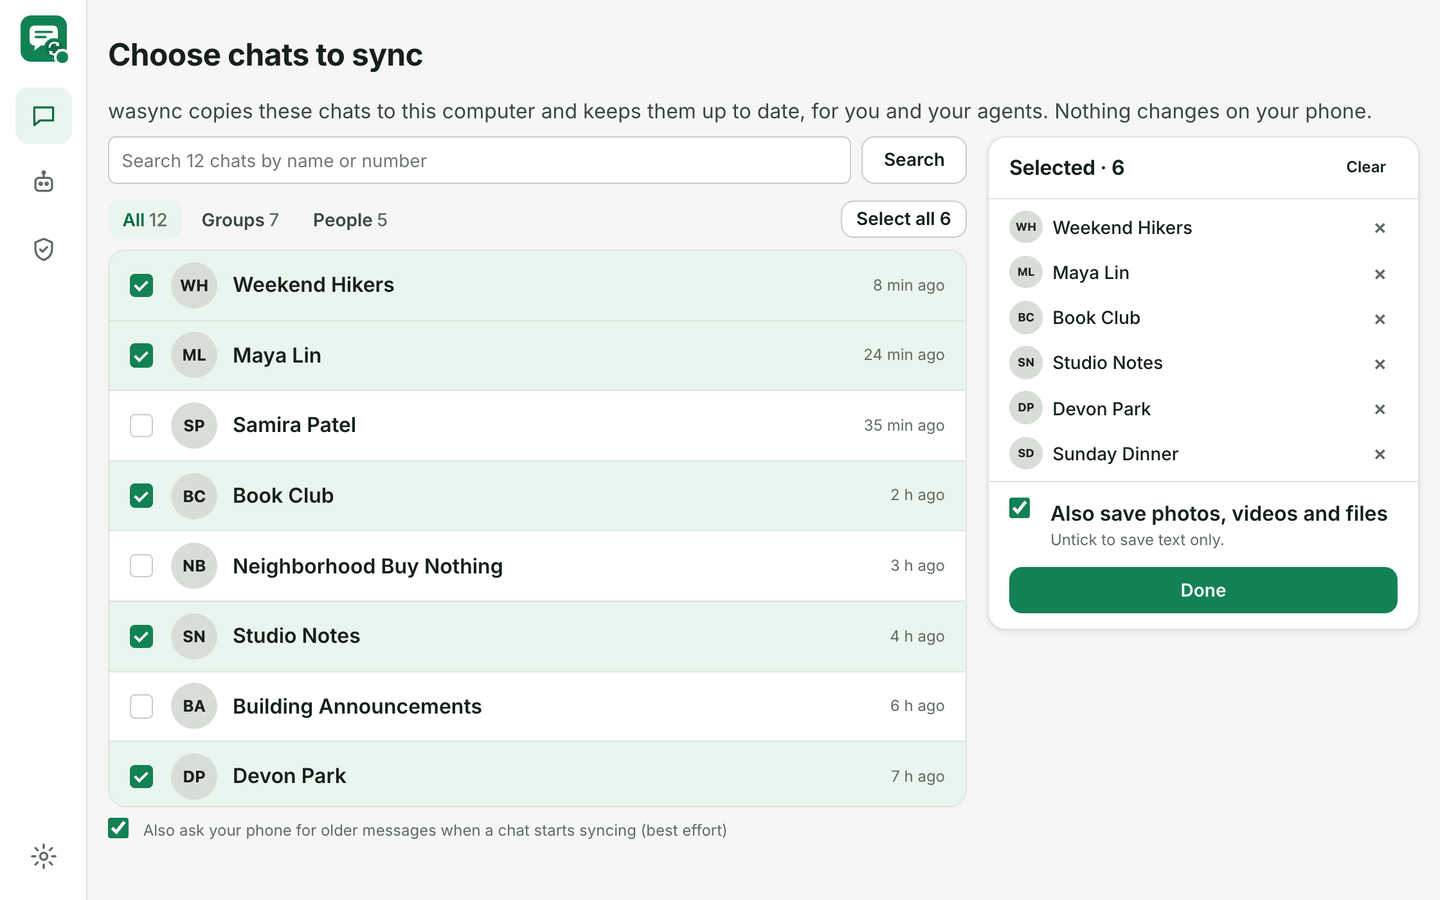 Choose chats to sync
wasync copies these chats to this computer and keeps them up to date, for you and your agents. Nothing changes on your phone.
Search 12 chats by name or number
Search
All 12
Groups 7
People 5
Select all 6
WH Weekend Hikers 8 min ago
ML Maya Lin 24 min ago
SP Samira Patel 35 min ago
BC Book Club 2 h ago
NB Neighborhood Buy Nothing 3 h ago
SN Studio Notes 4 h ago
BA Building Announcements 6 h ago
DP Devon Park 7 h ago
Also ask your phone for older messages when a chat starts syncing (best effort)
Selected · 6
Clear
WH Weekend Hikers ×
ML Maya Lin ×
BC Book Club ×
SN Studio Notes ×
DP Devon Park ×
SD Sunday Dinner ×
Also save photos, videos and files
Untick to save text only.
Done